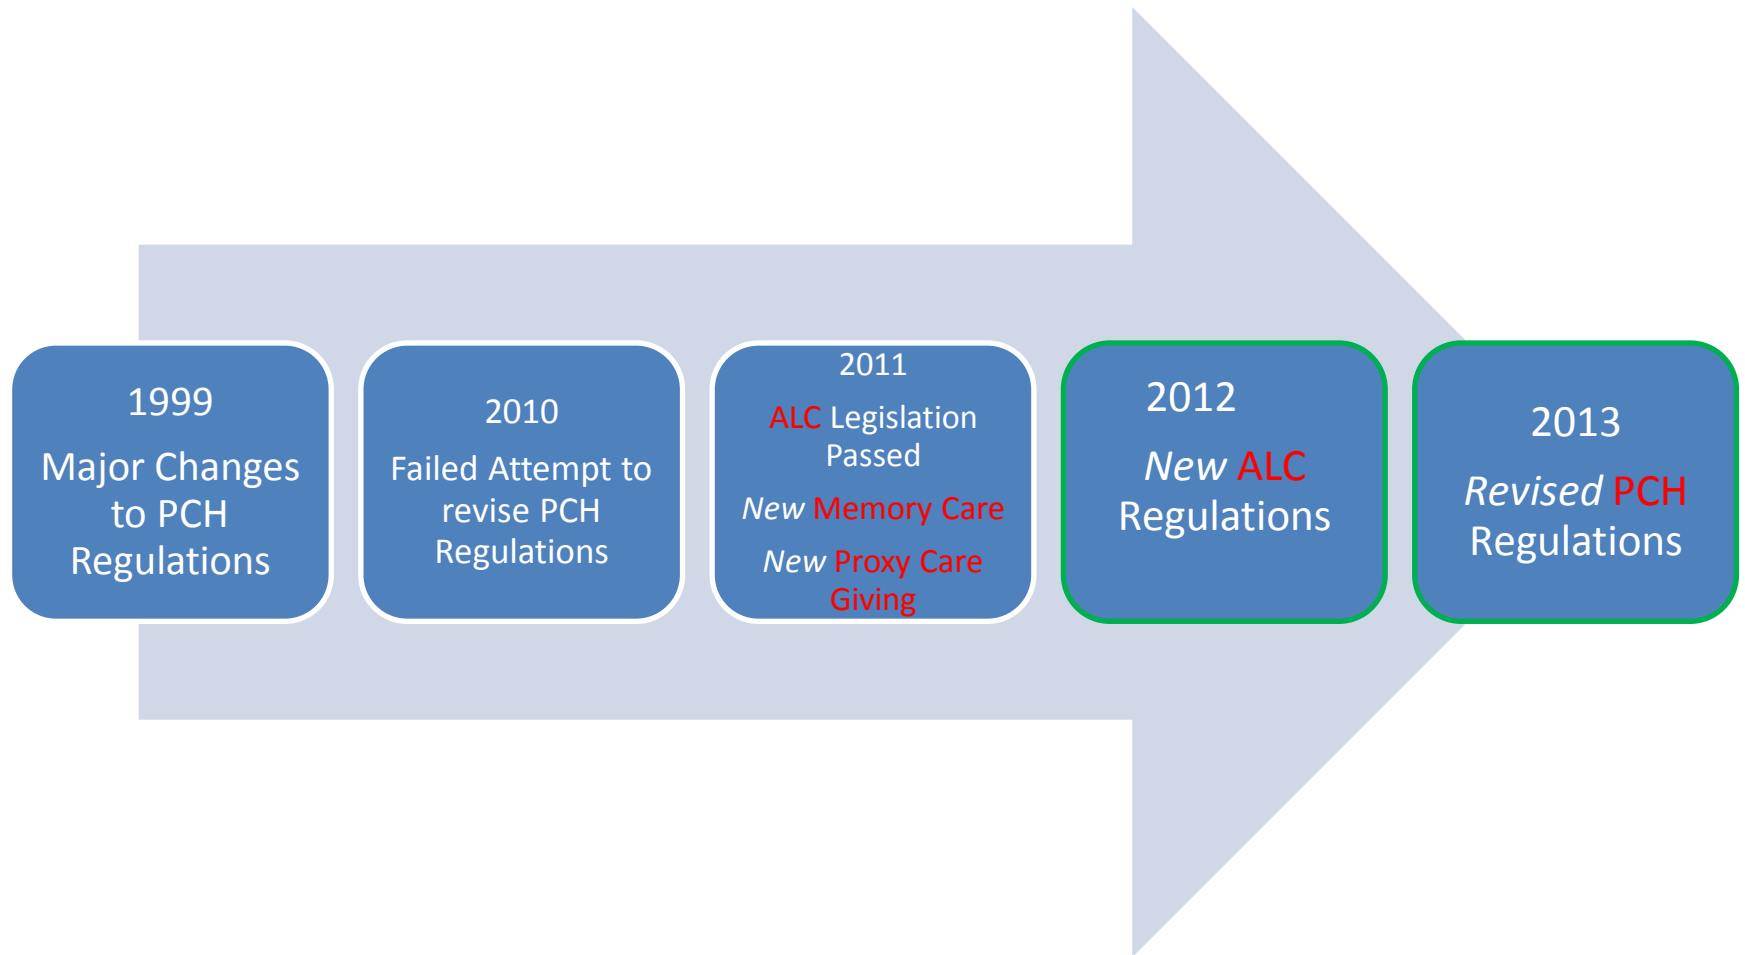 1999
Major Changes
to PCH
Regulations
2010
Failed Attempt to
revise PCH
Regulations
2011
ALC Legislation
Passed
New Memory Care
New Proxy Care
Giving
2012
New ALC
Regulations
2013
Revised PCH
Regulations